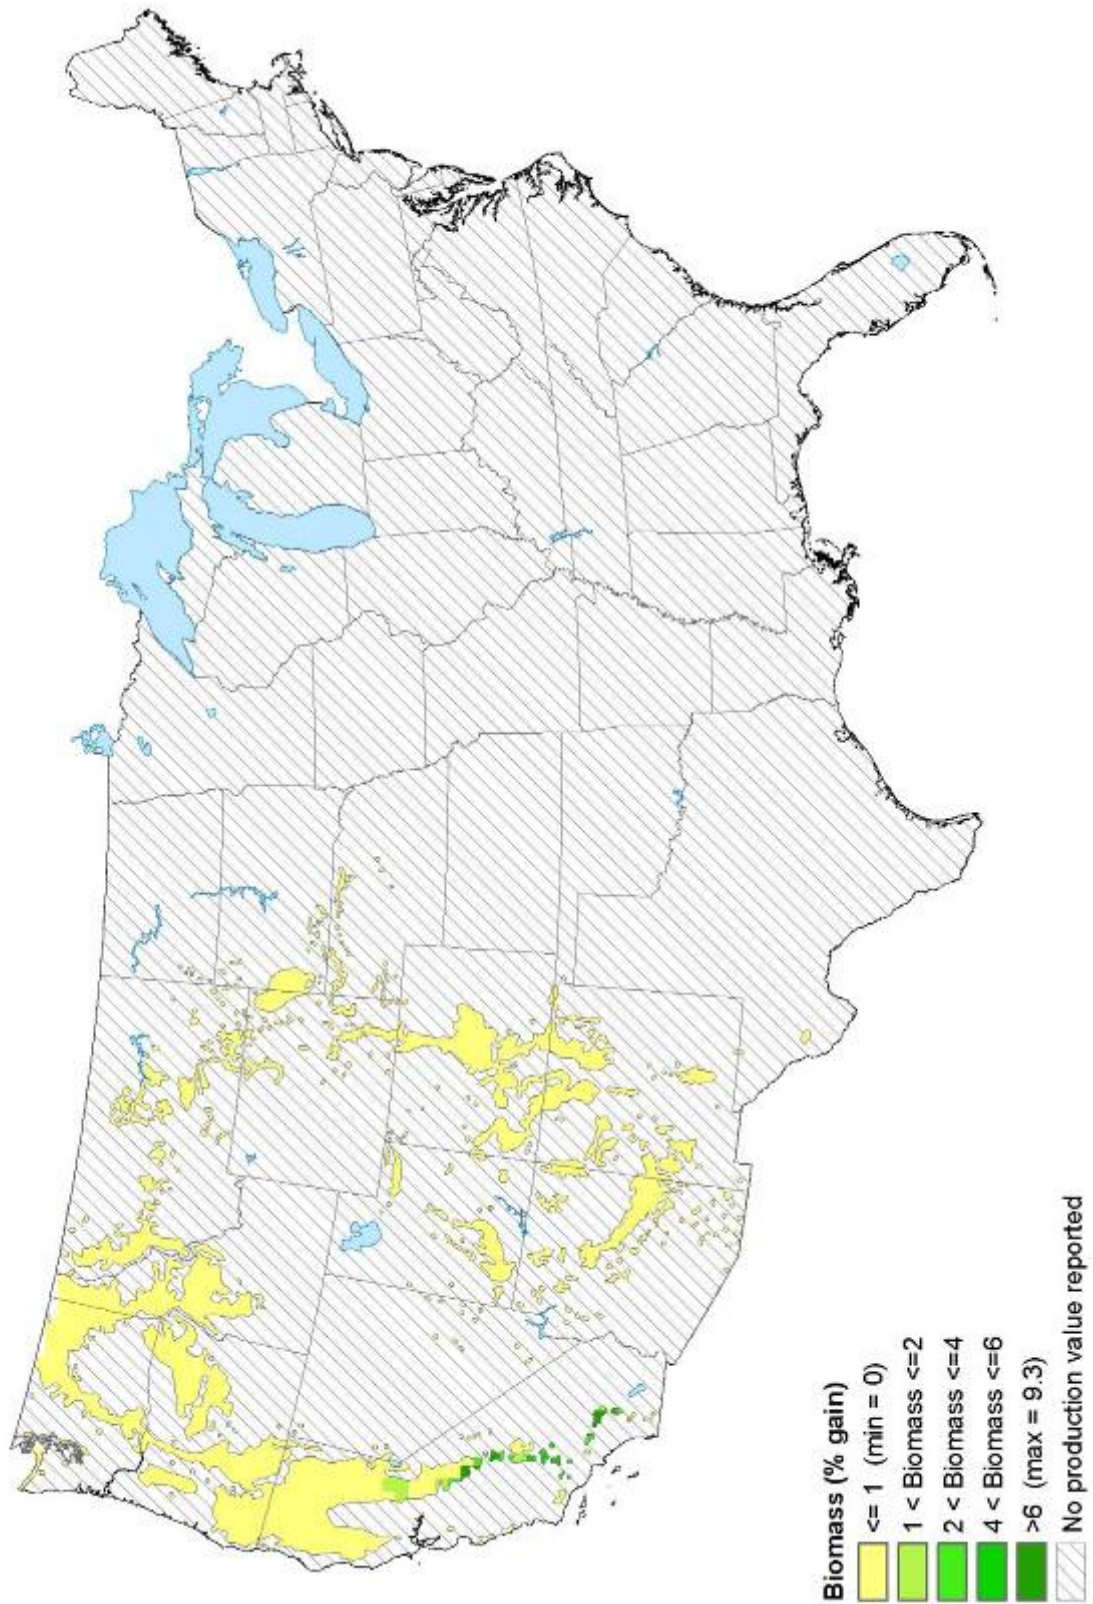 Biomass (% gain)
<= 1 (min = 0)
1 < Biomass <=2
2 < Biomass <=4
4 < Biomass <=6
>6 (max = 9.3)
No production value reported